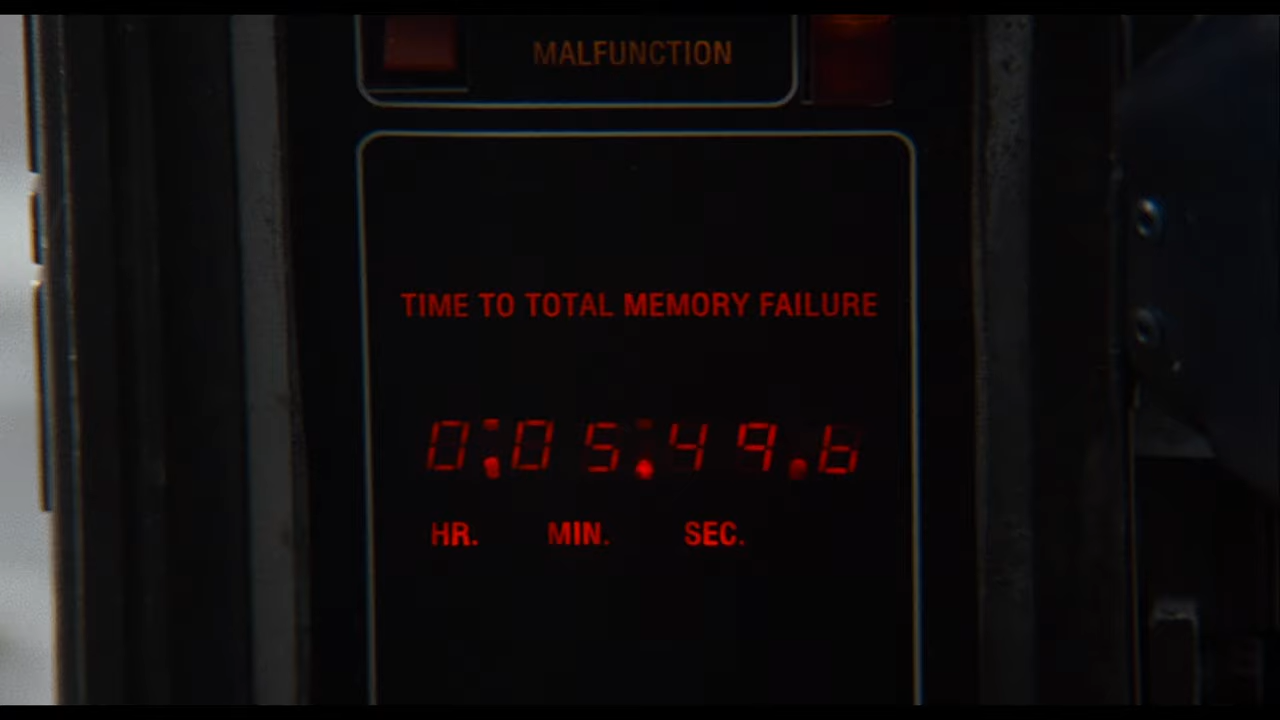 MALFUNCTION
TIME TO TOTAL MEMORY FAILURE
0:05:49.6
HR. MIN. SEC.